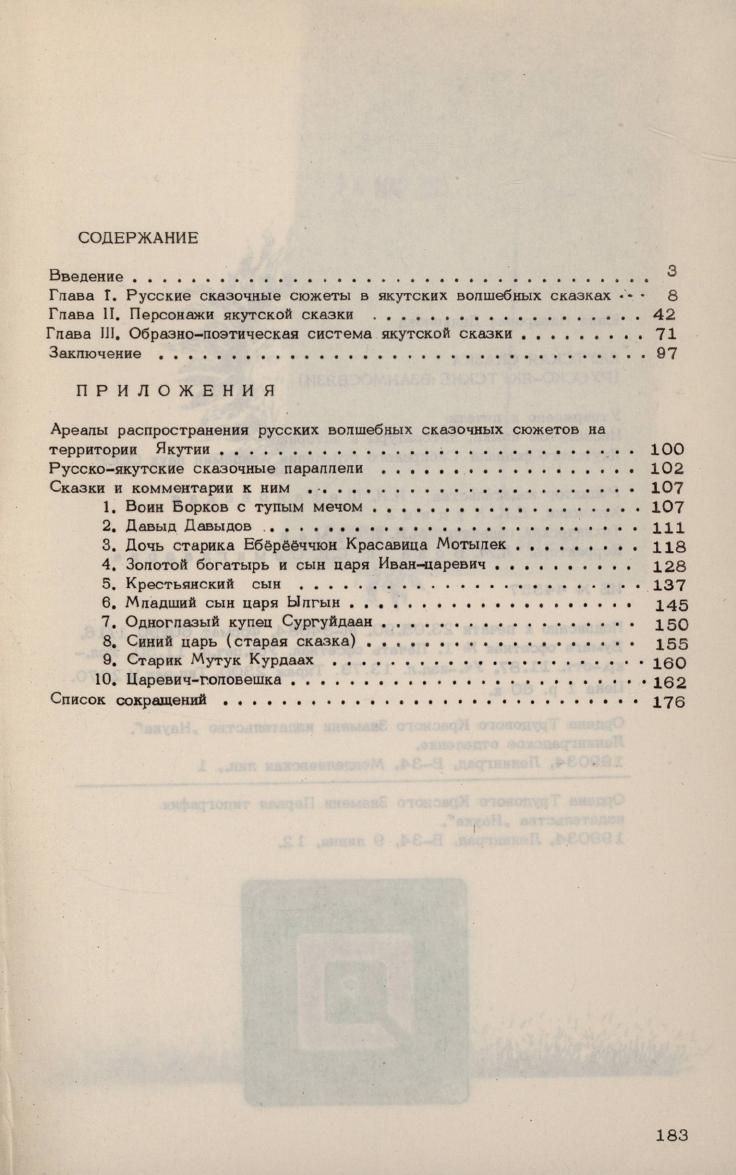 СОДЕРЖАНИЕ
Введение . . . . . . . . . . . . . . . . . . . . . . . . . . . . . . 3
Глава I. Русские сказочные сюжеты в якутских волшебных сказках . . . 8
Глава II. Персонажи якутской сказки . . . . . . . . . . . . . . . . . 42
Глава III. Образно-поэтическая система якутской сказки . . . . . . . . 71
Заключение . . . . . . . . . . . . . . . . . . . . . . . . . . . . . 97
ПРИЛОЖЕНИЯ
Ареалы распространения русских волшебных сказочных сюжетов на
территории Якутии . . . . . . . . . . . . . . . . . . . . . . . . . 100
Русско-якутские сказочные параллели . . . . . . . . . . . . . . . . 102
Сказки и комментарии к ним . . . . . . . . . . . . . . . . . . . . 107
1. Воин Борков с тупым мечом . . . . . . . . . . . . . . . . . 107
2. Давыд Давыдов . . . . . . . . . . . . . . . . . . . . . . . 111
3. Дочь старика Ебёрёёччюн Красавица Мотылек . . . . . . . . . 118
4. Золотой богатырь и сын царя Иван-царевич . . . . . . . . . . 128
5. Крестьянский сын . . . . . . . . . . . . . . . . . . . . . . 137
6. Младший сын царя Ылгын . . . . . . . . . . . . . . . . . . 145
7. Одноглазый купец Сургуйдаан . . . . . . . . . . . . . . . . 150
8. Синий царь (старая сказка) . . . . . . . . . . . . . . . . . 155
9. Старик Мутук Курдаах . . . . . . . . . . . . . . . . . . . . 160
10. Царевич-головешка . . . . . . . . . . . . . . . . . . . . . 162
Список сокращений . . . . . . . . . . . . . . . . . . . . . . . . . 176
183